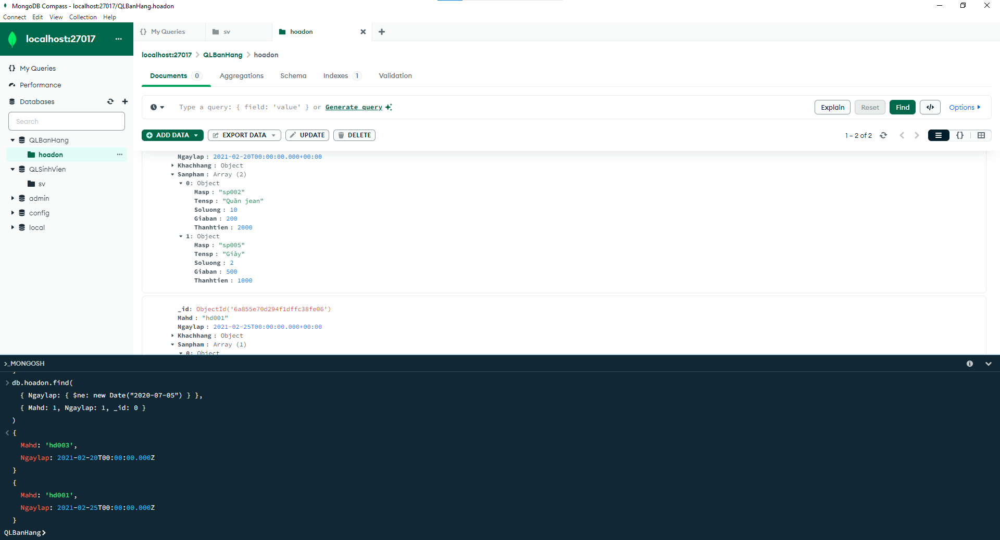 MongoDB Compass - localhost:27017/QLBanHang.hoadon
Connect Edit View Collection Help
localhost:27017 ...
{} My Queries
sv
hoadon
localhost:27017 > QLBanHang > hoadon
{} My Queries
Performance
Databases
Search
QLBanHang
hoadon ...
QLSinhVien
sv
admin
config
local
Documents 0 Aggregations Schema Indexes 1 Validation
Type a query: { field: 'value' } or Generate query
Explain Reset Find </> Options
ADD DATA EXPORT DATA UPDATE DELETE
1 – 2 of 2 {}
Ngaylap : 2021-02-20T00:00:00.000+00:00
Khachhang : Object
Sanpham : Array (2)
0: Object
Masp : "sp002"
Tensp : "Quần jean"
Soluong : 10
Giaban : 200
Thanhtien : 2000
1: Object
Masp : "sp005"
Tensp : "Giày"
Soluong : 2
Giaban : 500
Thanhtien : 1000
_id: ObjectId('6a855e70d294f1dffc38fe06')
Mahd : "hd001"
Ngaylap : 2021-02-25T00:00:00.000+00:00
Khachhang : Object
Sanpham : Array (1)
0: Object
>_MONGOSH
> db.hoadon.find(
{ Ngaylap: { $ne: new Date("2020-07-05") } },
{ Mahd: 1, Ngaylap: 1, _id: 0 }
)
< {
Mahd: 'hd003',
Ngaylap: 2021-02-20T00:00:00.000Z
}
{
Mahd: 'hd001',
Ngaylap: 2021-02-25T00:00:00.000Z
}
QLBanHang>